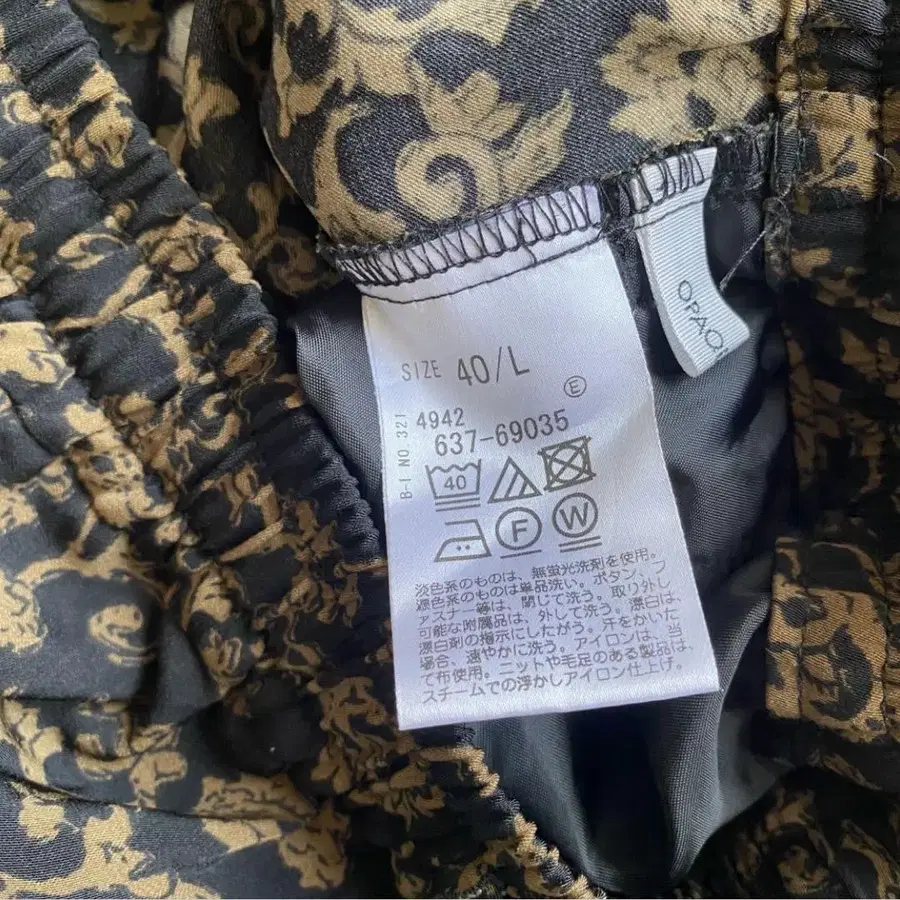 OPAQU
SIZE 40/L
E
B-I NO 321
4942
637-69035
40
F W
淡色系のものは、無蛍光洗剤を使用。
濃色系のものは単品洗い。ボタン、フ
ァスナー等は、閉じて洗う。取り外し
可能な付属品は、外して洗う。漂白は、
漂白剤の指示にしたがう。汗をかいた
場合、速やかに洗う。アイロンは、当
て布使用。ニットや毛足のある製品は、
スチームでの浮かしアイロン仕上げ。